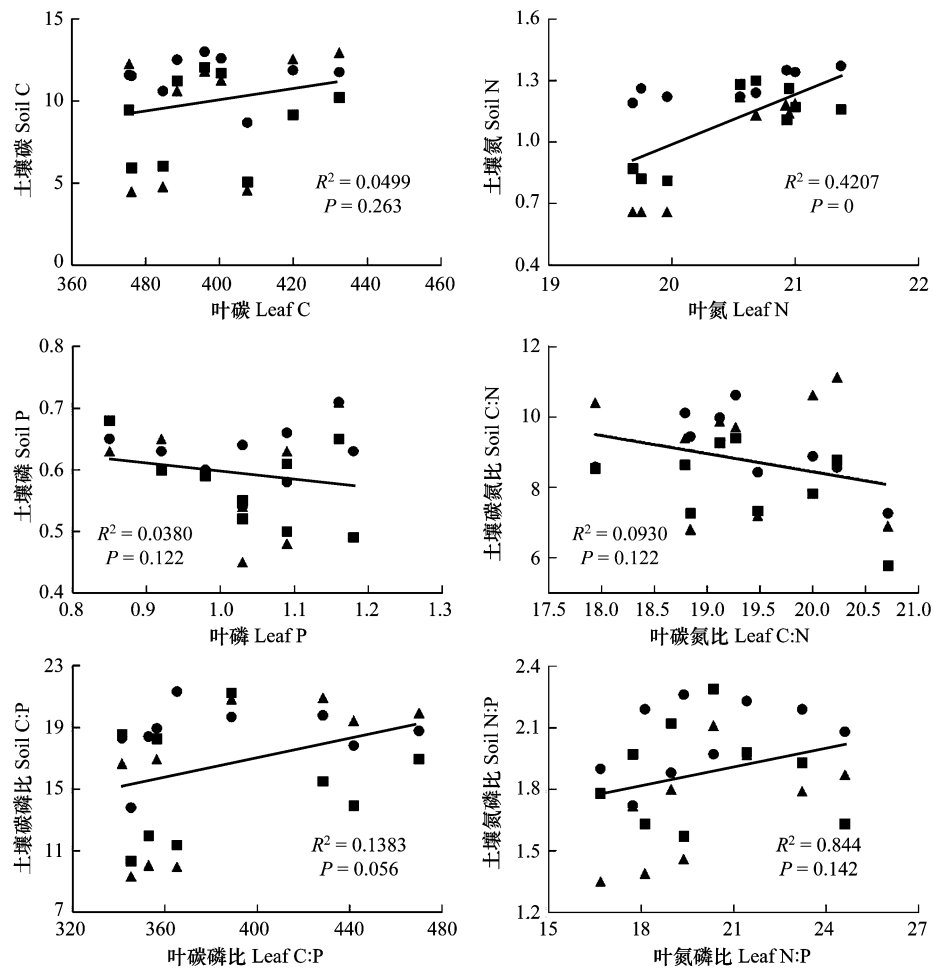 15
10
5
0
土壤碳 Soil C
R² = 0.0499
P = 0.263
360 480 400 420 440 460
叶碳 Leaf C
1.6
1.3
1.0
0.7
0.4
土壤氮 Soil N
R² = 0.4207
P = 0
19 20 21 22
叶氮 Leaf N
0.8
0.7
0.6
0.5
0.4
土壤磷 Soil P
R² = 0.0380
P = 0.122
0.8 0.9 1.0 1.1 1.2 1.3
叶磷 Leaf P
12
10
8
6
土壤碳氮比 Soil C:N
R² = 0.0930
P = 0.122
17.5 18.0 18.5 19.0 19.5 20.0 20.5 21.0
叶碳氮比 Leaf C:N
23
19
15
11
7
土壤碳磷比 Soil C:P
R² = 0.1383
P = 0.056
320 360 400 440 480
叶碳磷比 Leaf C:P
2.4
2.1
1.8
1.5
1.2
土壤氮磷比 Soil N:P
R² = 0.844
P = 0.142
15 18 21 24 27
叶氮磷比 Leaf N:P